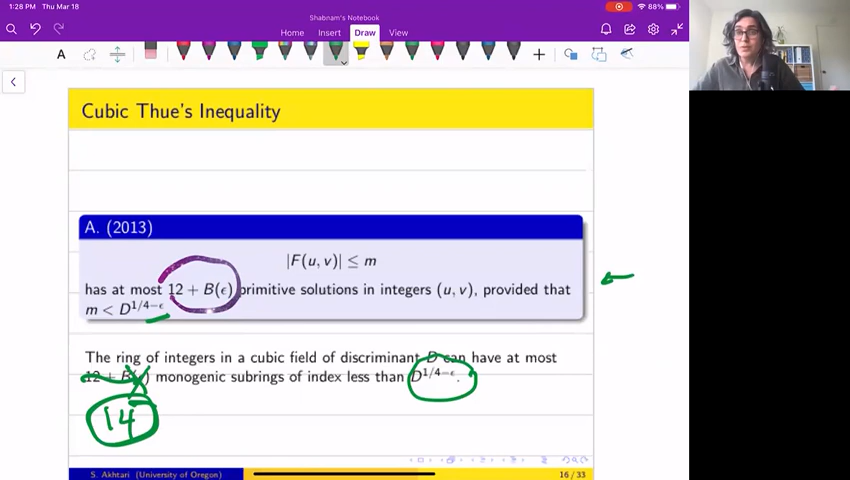 1:28 PM Thu Mar 18
88%
Shabnam's Notebook
Home Insert Draw View
A
Cubic Thue's Inequality
A. (2013)
|F(u, v)| ≤ m
has at most 12 + B(ϵ) primitive solutions in integers (u, v), provided that
m < D^{1/4−ϵ}
The ring of integers in a cubic field of discriminant D can have at most
12 + B(ϵ) monogenic subrings of index less than D^{1/4−ϵ}.
14
S. Akhtari (University of Oregon)
16 / 33